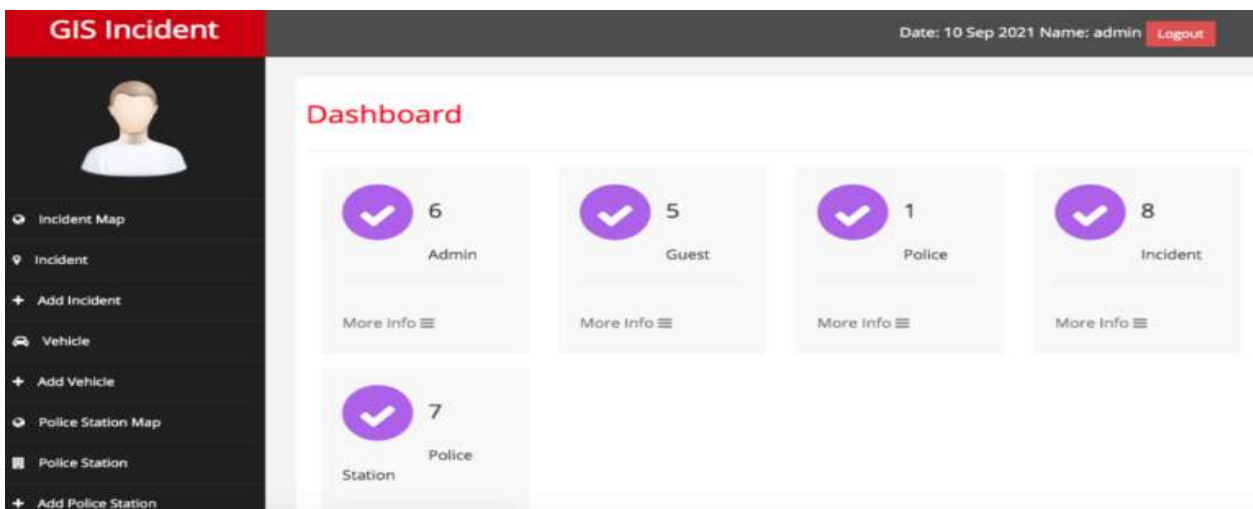 GIS Incident
Date: 10 Sep 2021 Name: admin Logout
Incident Map
Incident
Add Incident
Vehicle
Add Vehicle
Police Station Map
Police Station
Add Police Station
Dashboard
6
Admin
More Info
5
Guest
More Info
1
Police
More Info
8
Incident
More Info
7
Police
Station